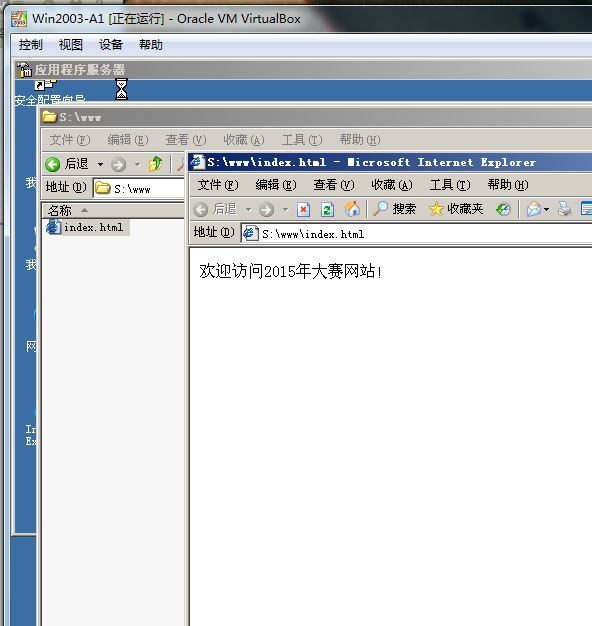 Win2003-A1 [正在运行] - Oracle VM VirtualBox
控制 视图 设备 帮助
应用程序服务器
安全配置向导
S:\www
文件(F) 编辑(E) 查看(V) 收藏(A) 工具(T) 帮助(H)
后退
地址(D) S:\www
名称
index.html
S:\www\index.html - Microsoft Internet Explorer
文件(F) 编辑(E) 查看(V) 收藏(A) 工具(T) 帮助(H)
后退 搜索 收藏夹
地址(D) S:\www\index.html
欢迎访问2015年大赛网站!
我
我
网
In
Ex